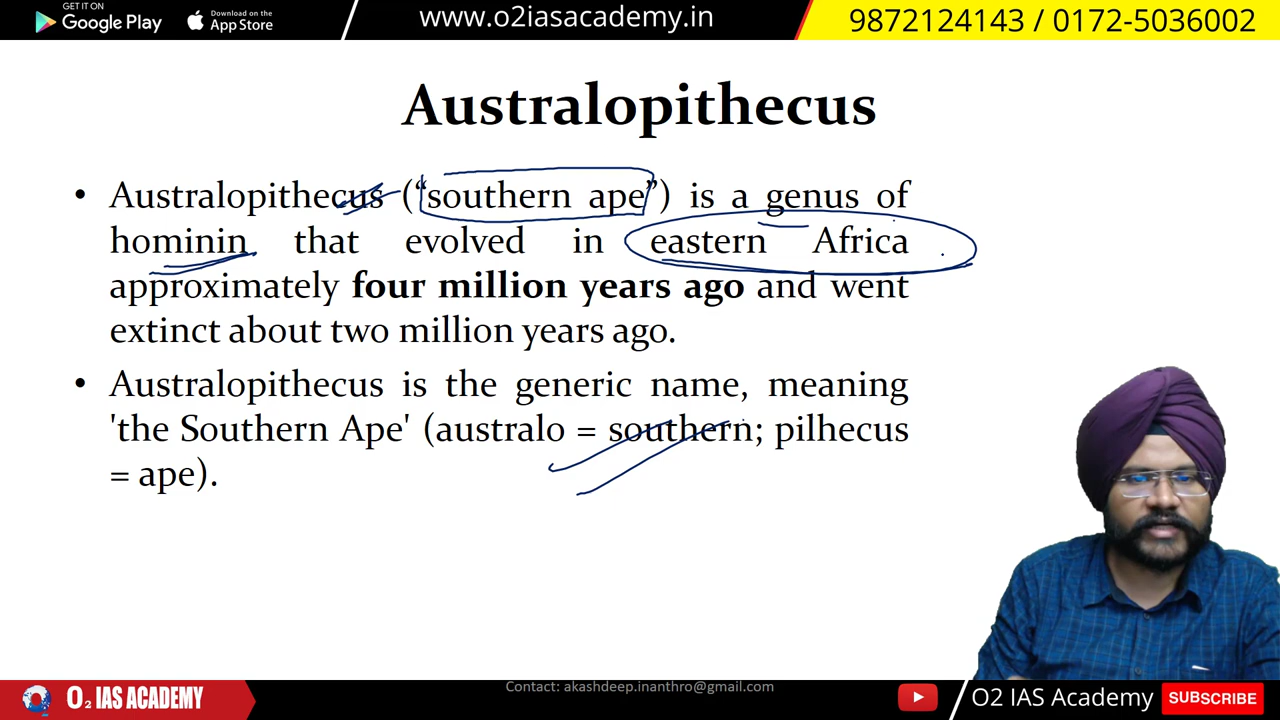 GET IT ON
Google Play
Download on the
App Store
www.o2iasacademy.in
9872124143 / 0172-5036002
Australopithecus
• Australopithecus (“southern ape”) is a genus of
hominin that evolved in eastern Africa
approximately four million years ago and went
extinct about two million years ago.
• Australopithecus is the generic name, meaning
'the Southern Ape' (australo = southern; pilhecus
= ape).
O2 IAS ACADEMY
Contact: akashdeep.inanthro@gmail.com
O2 IAS Academy
SUBSCRIBE